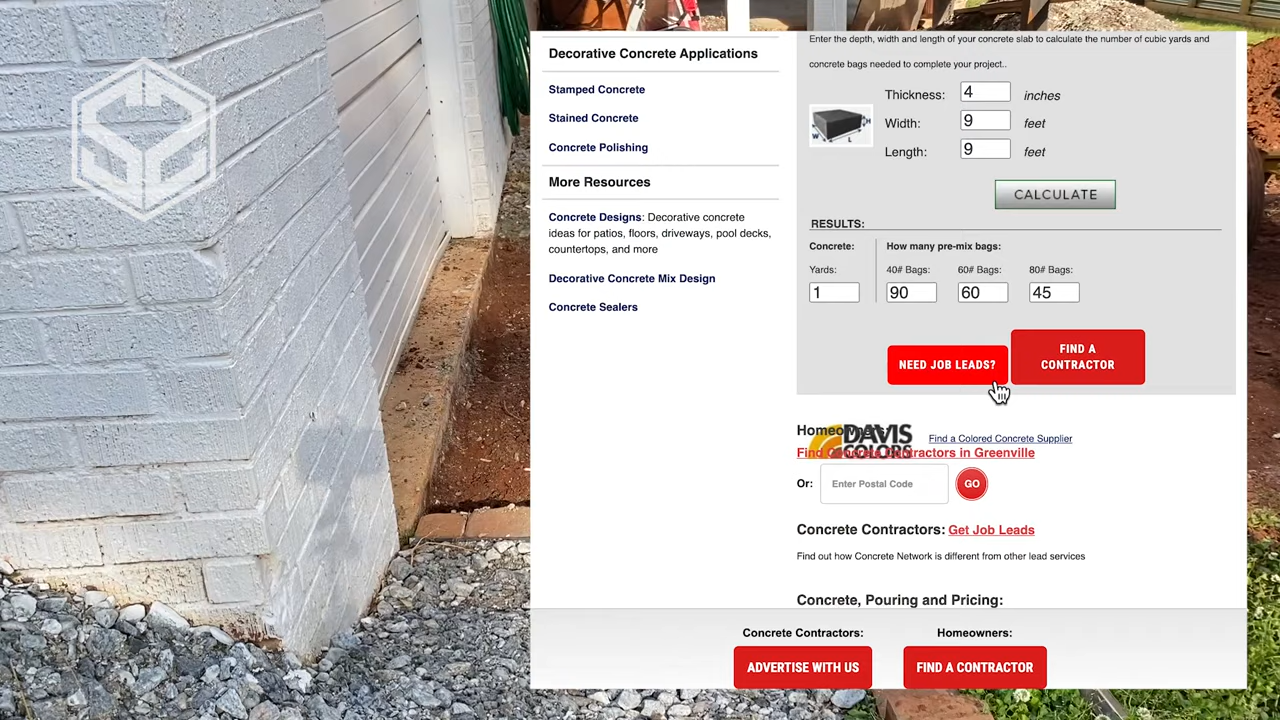 Decorative Concrete Applications
Stamped Concrete
Stained Concrete
Concrete Polishing
More Resources
Concrete Designs: Decorative concrete
ideas for patios, floors, driveways, pool decks,
countertops, and more
Decorative Concrete Mix Design
Concrete Sealers
Enter the depth, width and length of your concrete slab to calculate the number of cubic yards and
concrete bags needed to complete your project..
Thickness: 4 inches
Width: 9 feet
Length: 9 feet
W L H
CALCULATE
RESULTS:
Concrete: How many pre-mix bags:
Yards: 40# Bags: 60# Bags: 80# Bags:
1 90 60 45
NEED JOB LEADS?
FIND A
CONTRACTOR
Homeowners:
DAVIS
COLORS
Find a Colored Concrete Supplier
Find Concrete Contractors in Greenville
Or: Enter Postal Code GO
Concrete Contractors: Get Job Leads
Find out how Concrete Network is different from other lead services
Concrete, Pouring and Pricing:
Concrete Contractors: Homeowners:
ADVERTISE WITH US FIND A CONTRACTOR